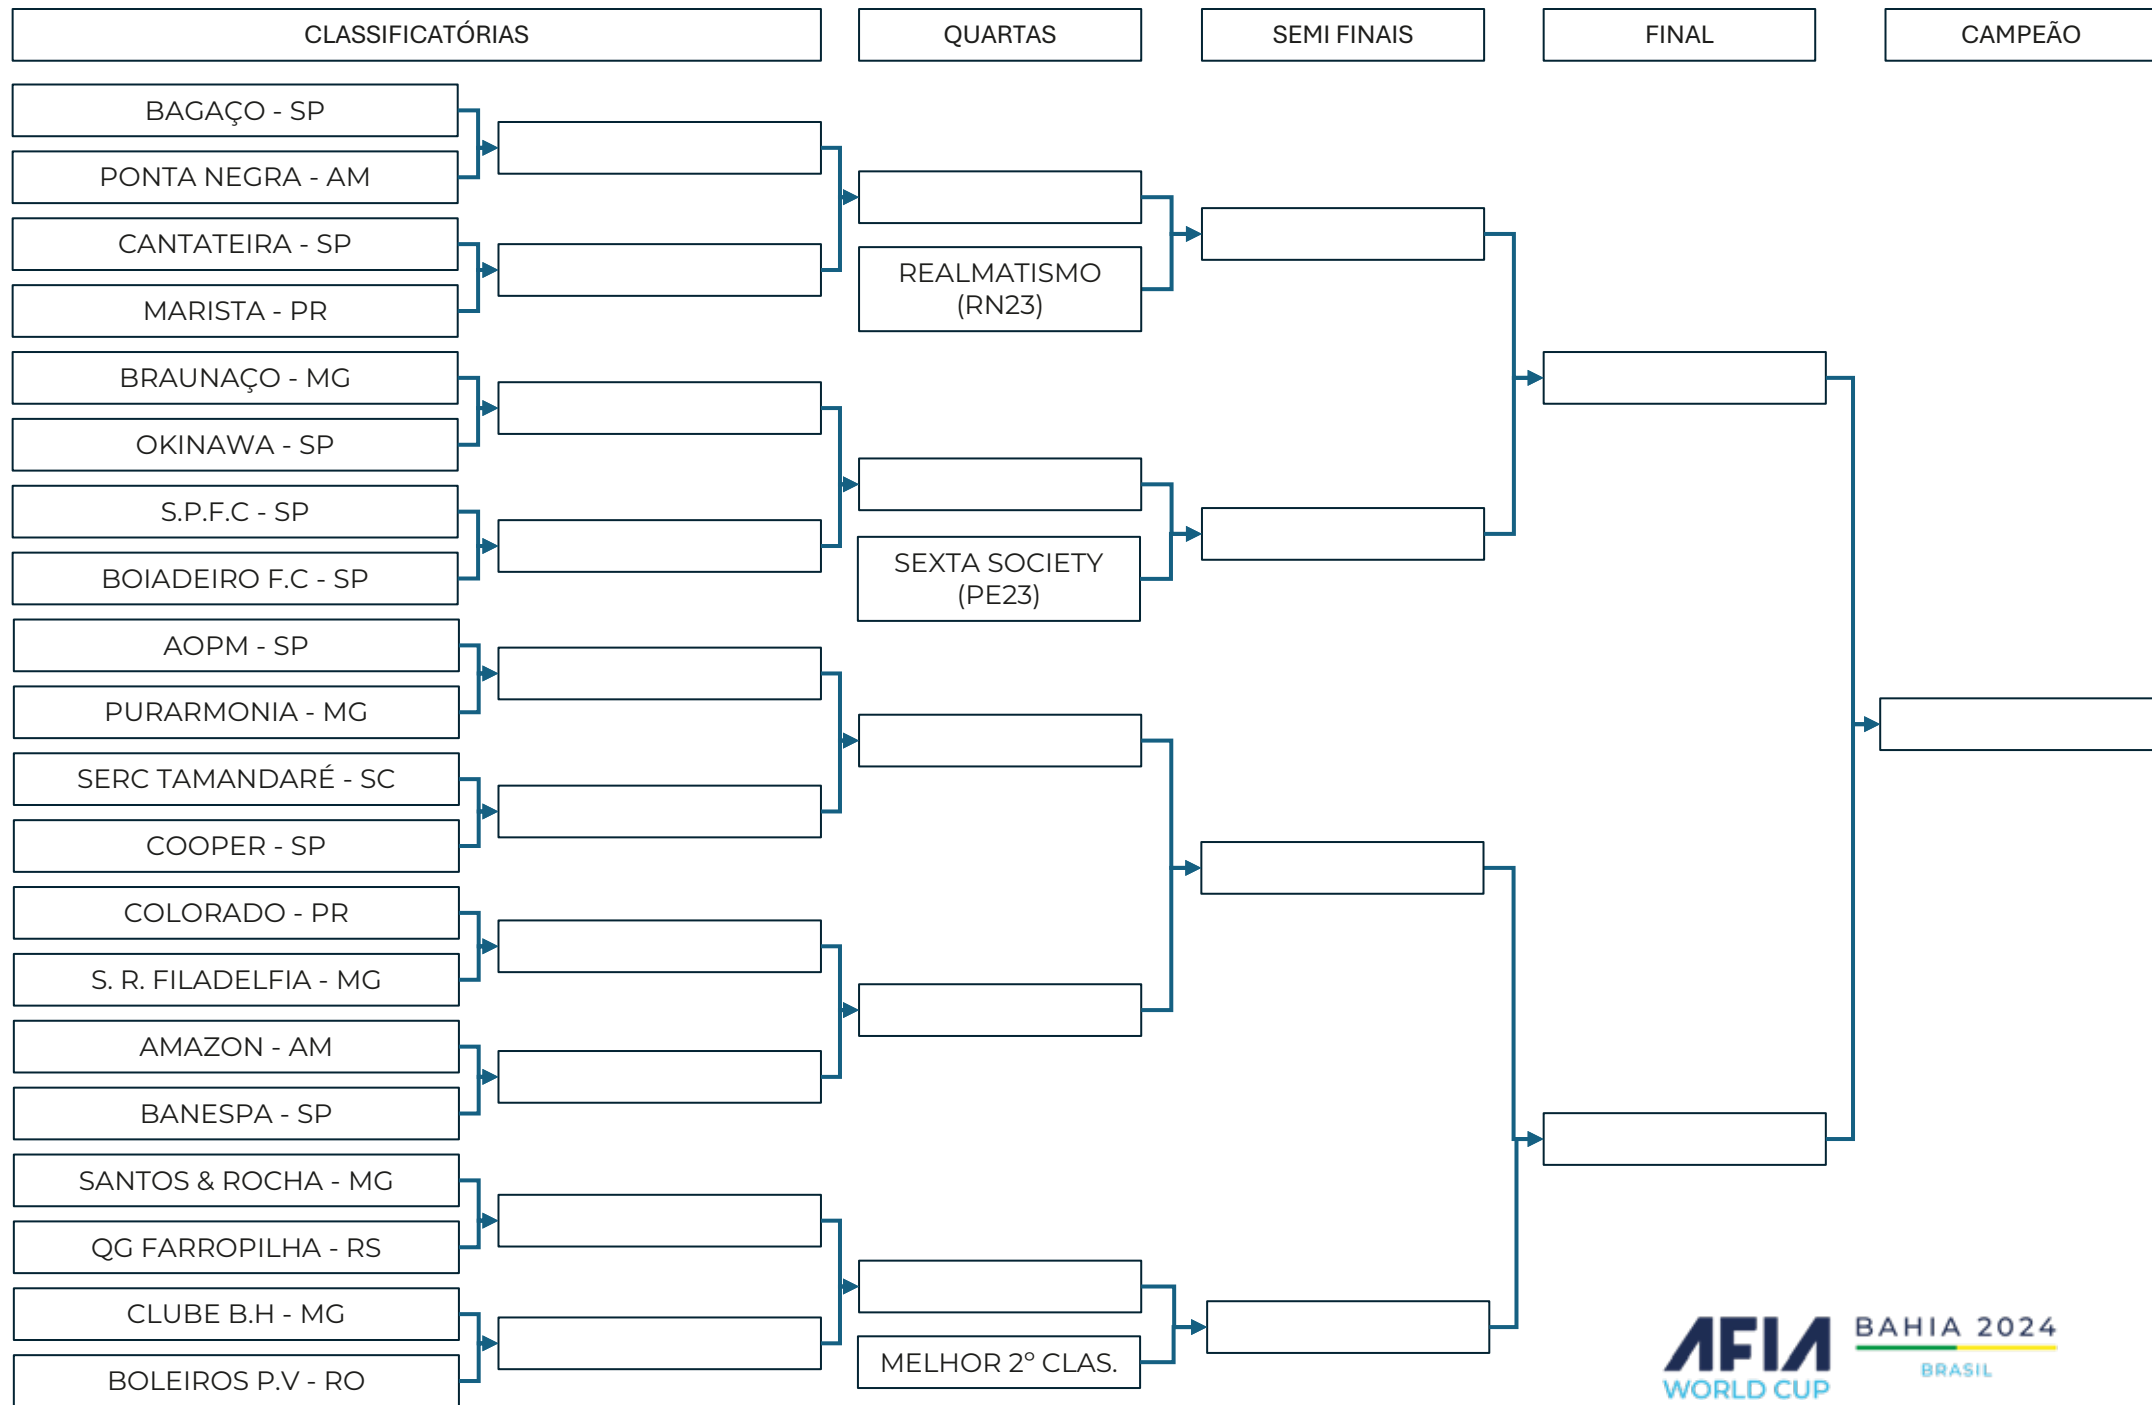 CLASSIFICATÓRIAS
QUARTAS
SEMI FINAIS
FINAL
CAMPEÃO
BAGAÇO - SP
PONTA NEGRA - AM
CANTATEIRA - SP
MARISTA - PR
BRAUNAÇO - MG
OKINAWA - SP
S.P.F.C - SP
BOIADEIRO F.C - SP
AOPM - SP
PURARMONIA - MG
SERC TAMANDARÉ - SC
COOPER - SP
COLORADO - PR
S. R. FILADELFIA - MG
AMAZON - AM
BANESPA - SP
SANTOS & ROCHA - MG
QG FARROPILHA - RS
CLUBE B.H - MG
BOLEIROS P.V - RO
REALMATISMO
(RN23)
SEXTA SOCIETY
(PE23)
MELHOR 2º CLAS.
AFIA
WORLD CUP
BAHIA 2024
BRASIL